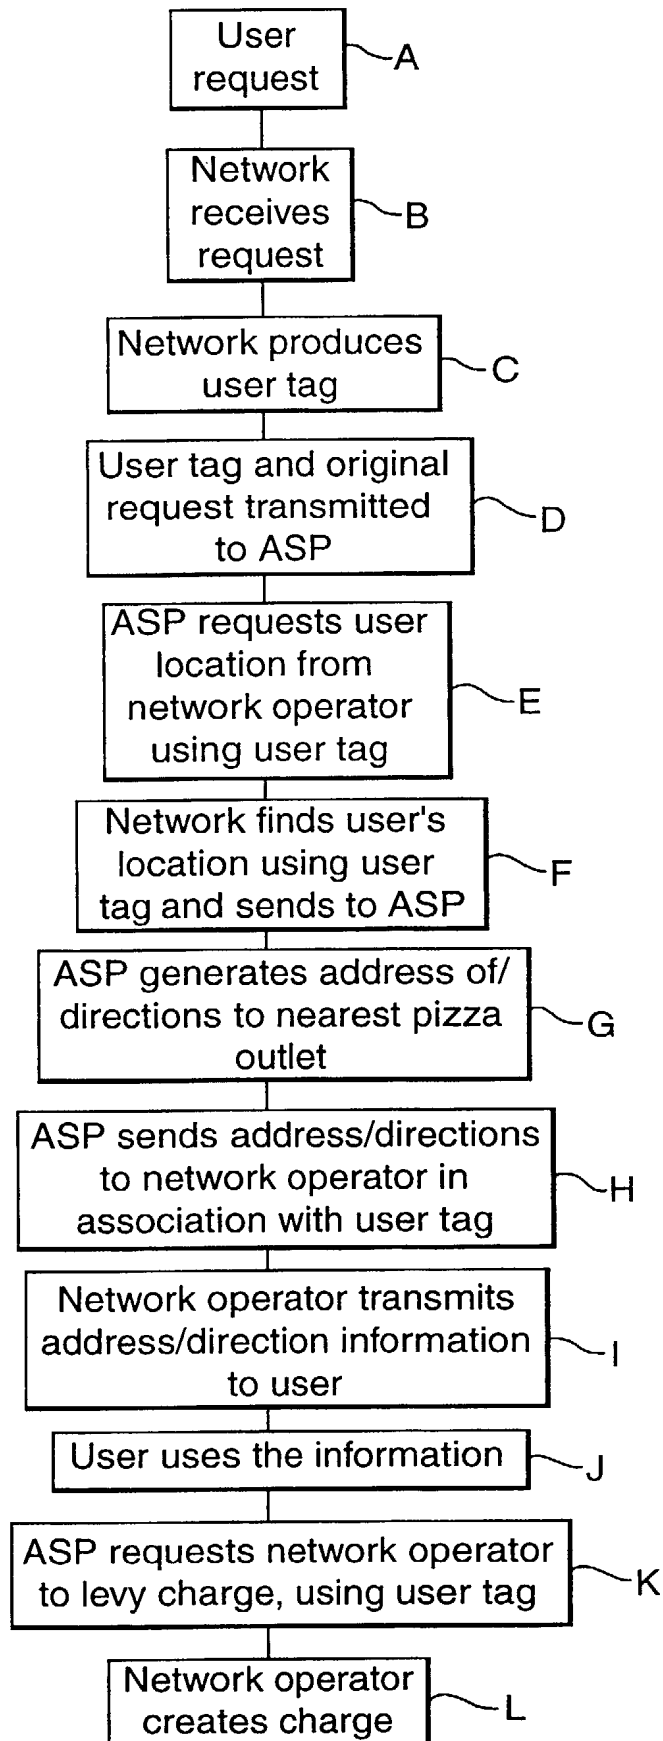 User
request
A
Network
receives
request
B
Network produces
user tag
C
User tag and original
request transmitted
to ASP
D
ASP requests user
location from
network operator
using user tag
E
Network finds user's
location using user
tag and sends to ASP
F
ASP generates address of/
directions to nearest pizza
outlet
G
ASP sends address/directions
to network operator in
association with user tag
H
Network operator transmits
address/direction information
to user
I
User uses the information
J
ASP requests network operator
to levy charge, using user tag
K
Network operator
creates charge
L